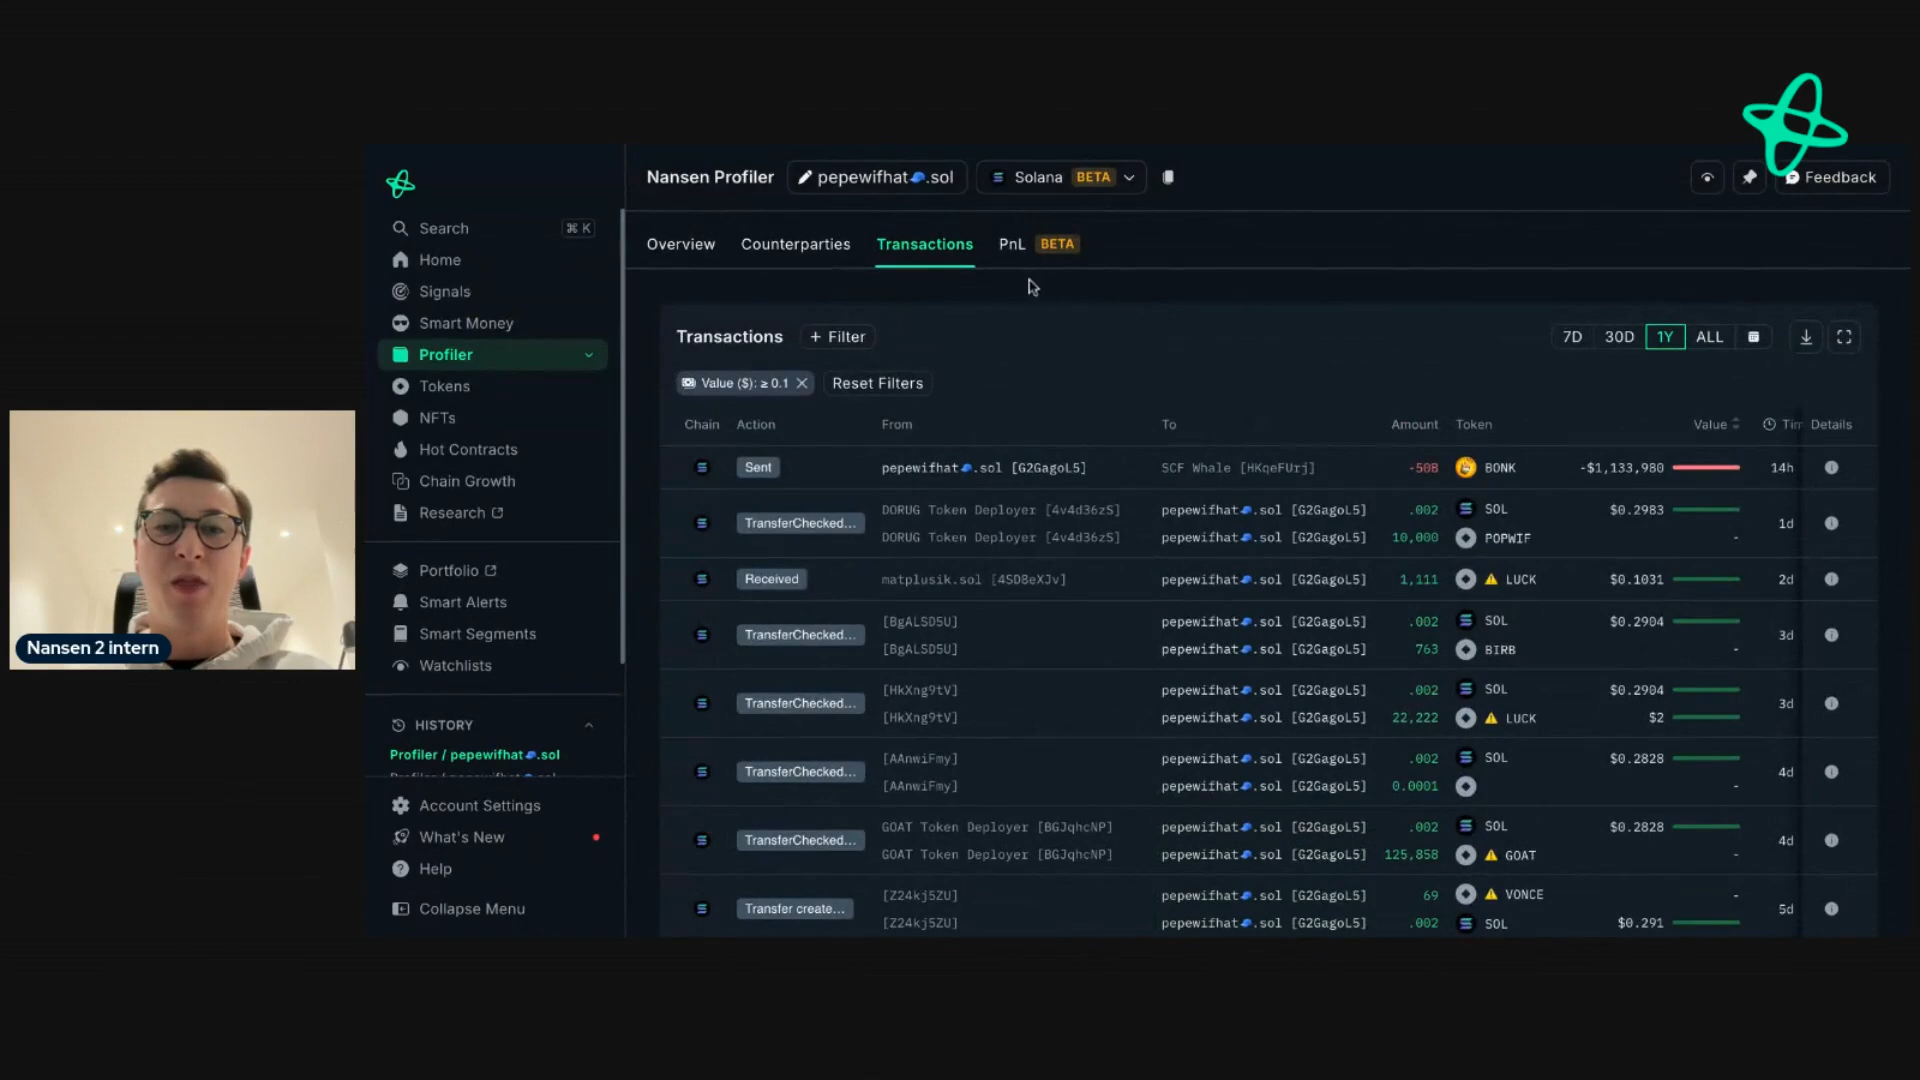 Nansen Profiler
pepewifhat🧢.sol
Solana BETA
Feedback
Search ⌘ K
Home
Signals
Smart Money
Profiler
Tokens
NFTs
Hot Contracts
Chain Growth
Research
Portfolio
Smart Alerts
Smart Segments
Watchlists
HISTORY
Profiler / pepewifhat🧢.sol
Account Settings
What's New
Help
Collapse Menu
Nansen 2 intern
Overview Counterparties Transactions PnL BETA
Transactions + Filter 7D 30D 1Y ALL
Value ($): ≥ 0.1 Reset Filters
Chain Action From To Amount Token Value Tim Details
Sent pepewifhat🧢.sol [G2GagoL5] SCF Whale [HKqeFUrj] -50B BONK -$1,133,980 14h
TransferChecked... DORUG Token Deployer [4v4d36zS] pepewifhat🧢.sol [G2GagoL5] .002 SOL $0.2983 1d
DORUG Token Deployer [4v4d36zS] pepewifhat🧢.sol [G2GagoL5] 10,000 POPWIF -
Received matplusik.sol [4SD8eXJv] pepewifhat🧢.sol [G2GagoL5] 1,111 LUCK $0.1031 2d
TransferChecked... [BgALSD5U] pepewifhat🧢.sol [G2GagoL5] .002 SOL $0.2904 3d
[BgALSD5U] pepewifhat🧢.sol [G2GagoL5] 763 BIRB -
TransferChecked... [HkXng9tV] pepewifhat🧢.sol [G2GagoL5] .002 SOL $0.2904 3d
[HkXng9tV] pepewifhat🧢.sol [G2GagoL5] 22,222 LUCK $2
TransferChecked... [AAnwiFmy] pepewifhat🧢.sol [G2GagoL5] .002 SOL $0.2828 4d
[AAnwiFmy] pepewifhat🧢.sol [G2GagoL5] 0.0001 -
TransferChecked... GOAT Token Deployer [BGJqhcNP] pepewifhat🧢.sol [G2GagoL5] .002 SOL $0.2828 4d
GOAT Token Deployer [BGJqhcNP] pepewifhat🧢.sol [G2GagoL5] 125,858 GOAT -
Transfer create... [Z24kj5ZU] pepewifhat🧢.sol [G2GagoL5] 69 VONCE - 5d
[Z24kj5ZU] pepewifhat🧢.sol [G2GagoL5] .002 SOL $0.291